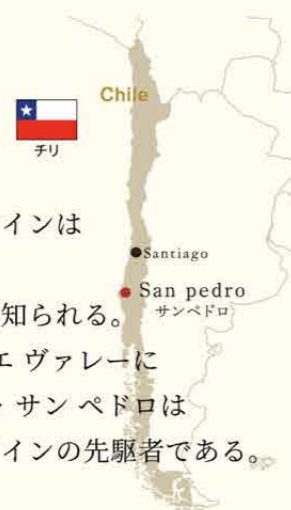 Chile
チリ
インは
Santiago
San pedro
サンペドロ
知られる。
エ ヴァレーに
サン ペドロは
インの先駆者である。